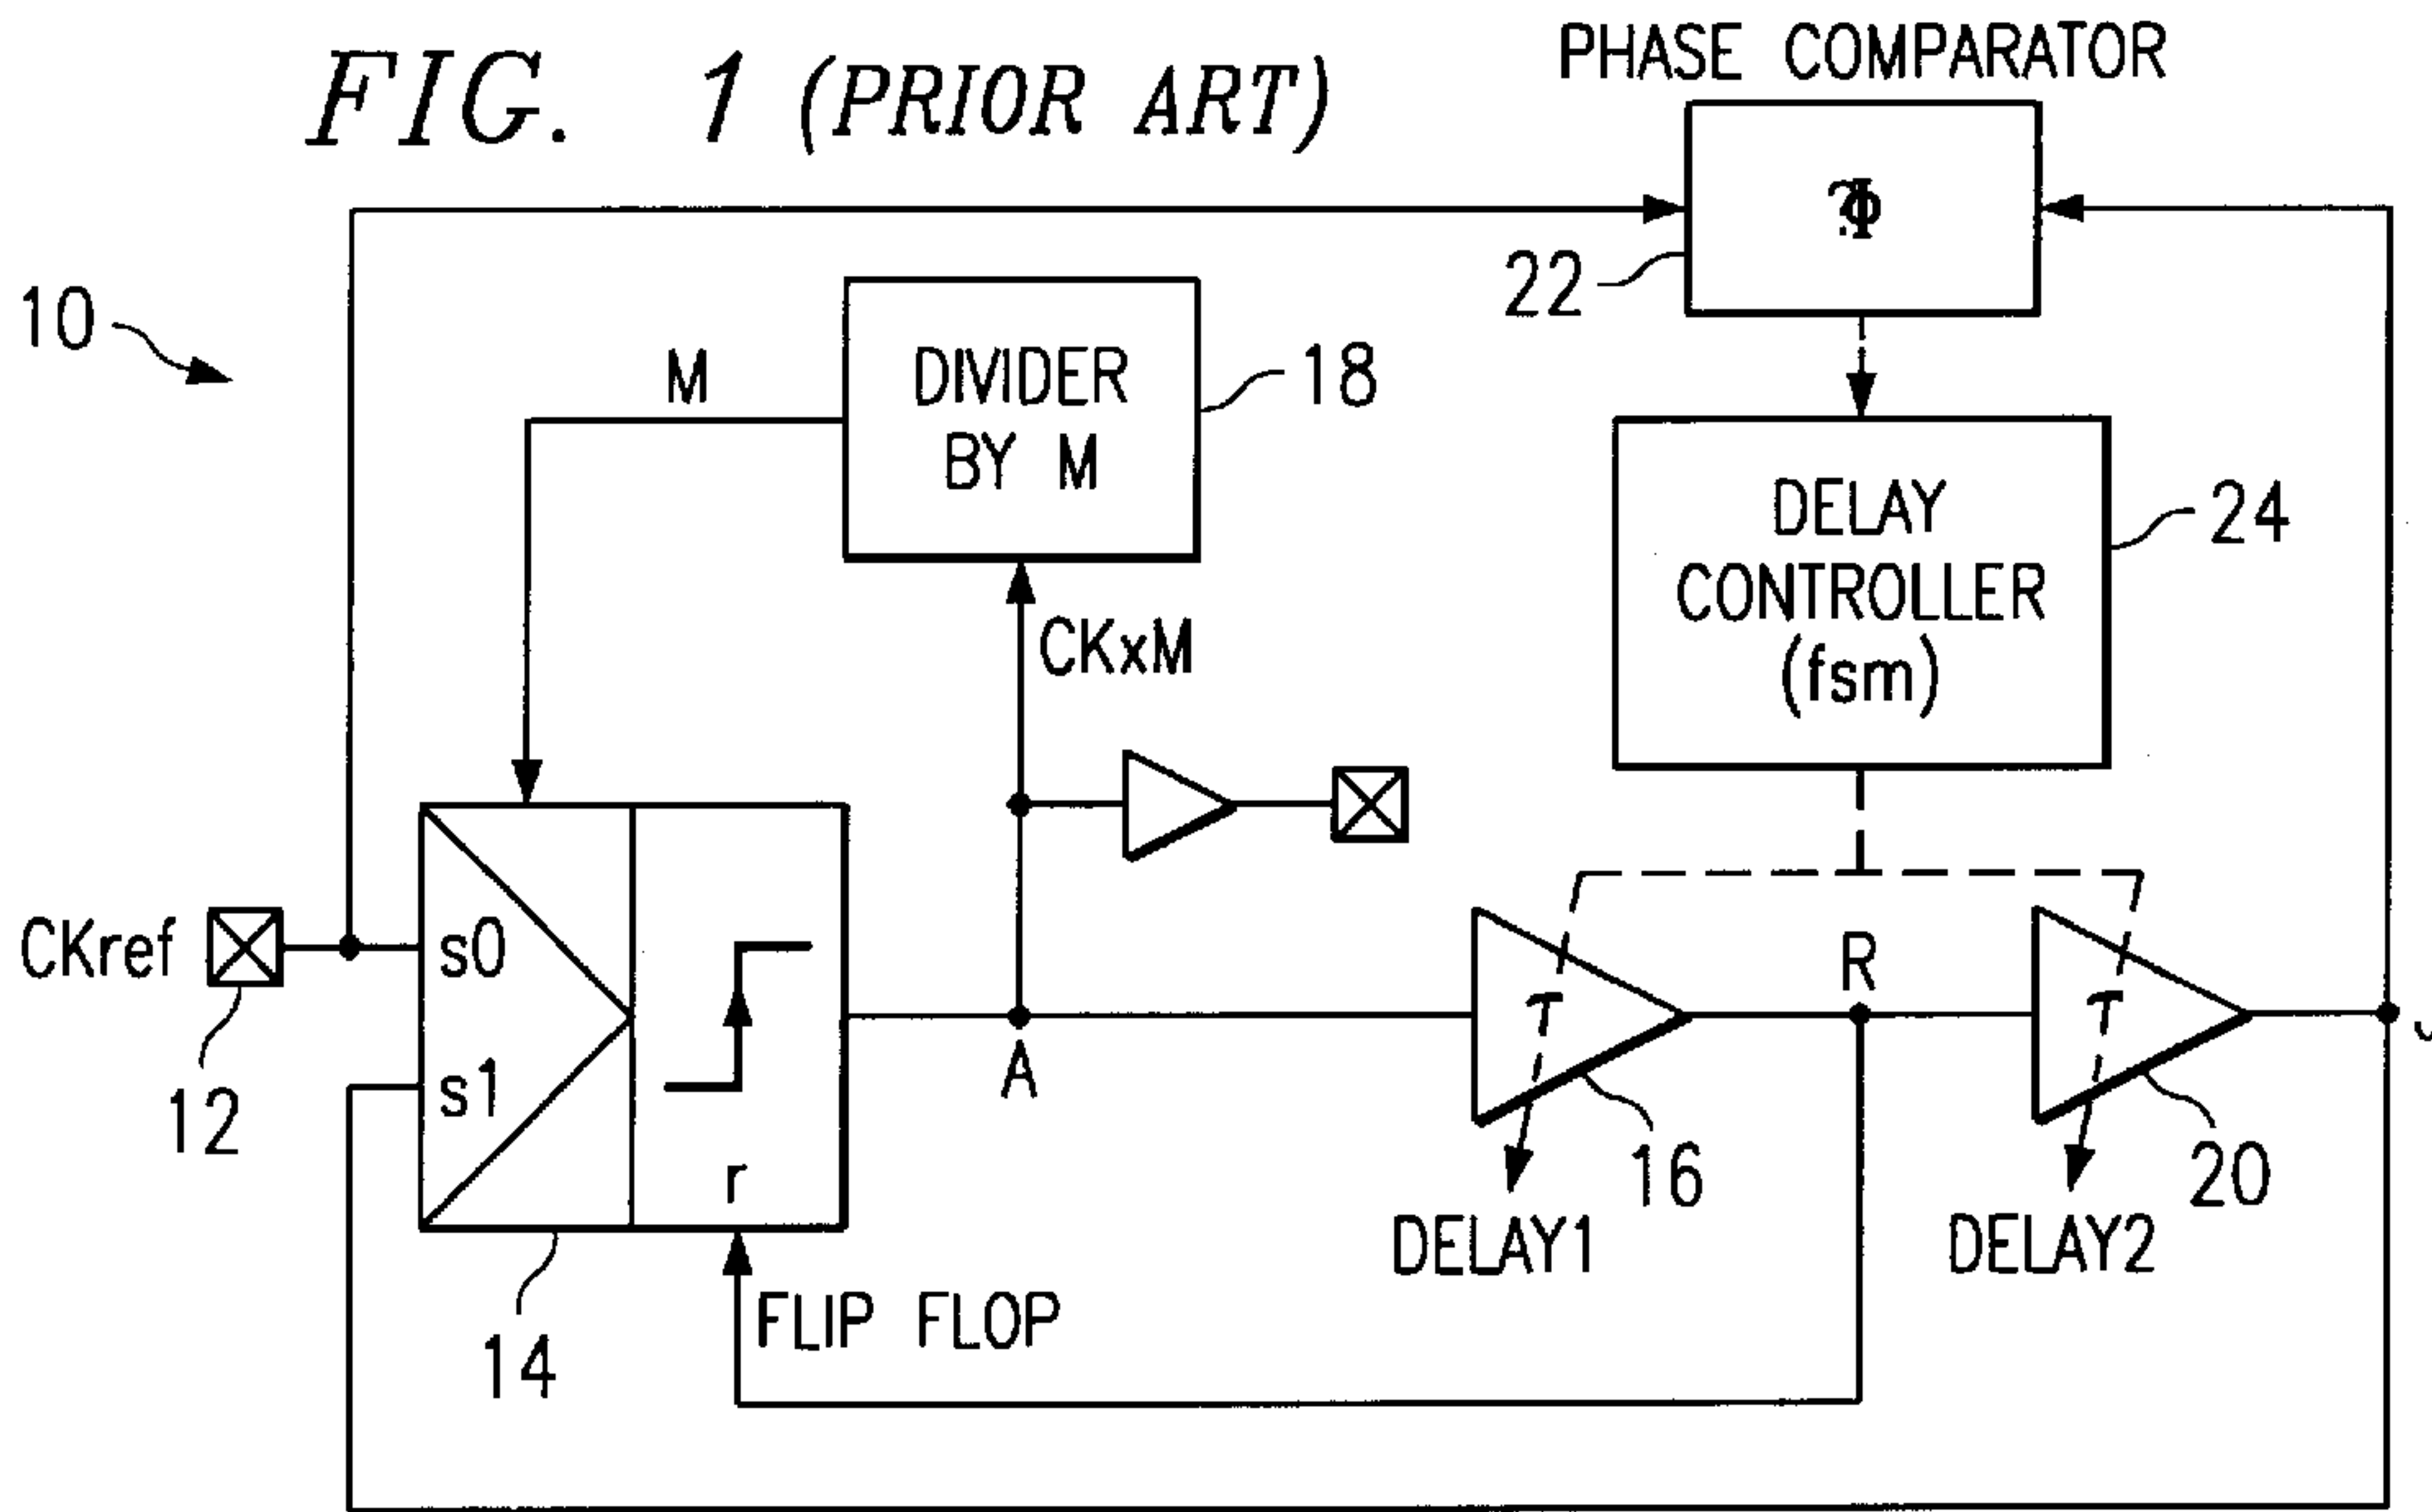 FIG. 1 (PRIOR ART)
PHASE COMPARATOR
?Φ
22
10
M
DIVIDER
BY M
18
DELAY
CONTROLLER
(fsm)
24
CKxM
CKref
s0
s1
r
12
14
FLIP FLOP
A
R
T
T
16
20
DELAY1
DELAY2